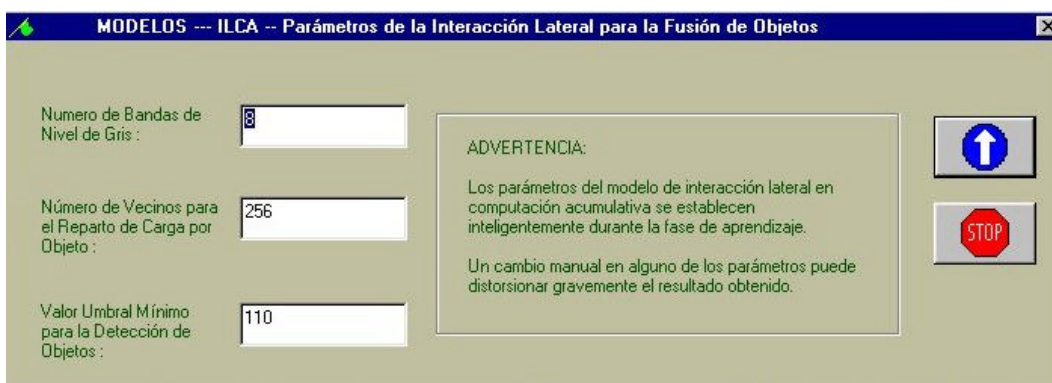 MODELOS --- ILCA -- Parámetros de la Interacción Lateral para la Fusión de Objetos
Numero de Bandas de
Nivel de Gris :
8
Número de Vecinos para
el Reparto de Carga por
Objeto :
256
Valor Umbral Mínimo
para la Detección de
Objetos :
110
ADVERTENCIA:
Los parámetros del modelo de interacción lateral en
computación acumulativa se establecen
inteligentemente durante la fase de aprendizaje.
Un cambio manual en alguno de los parámetros puede
distorsionar gravemente el resultado obtenido.
STOP